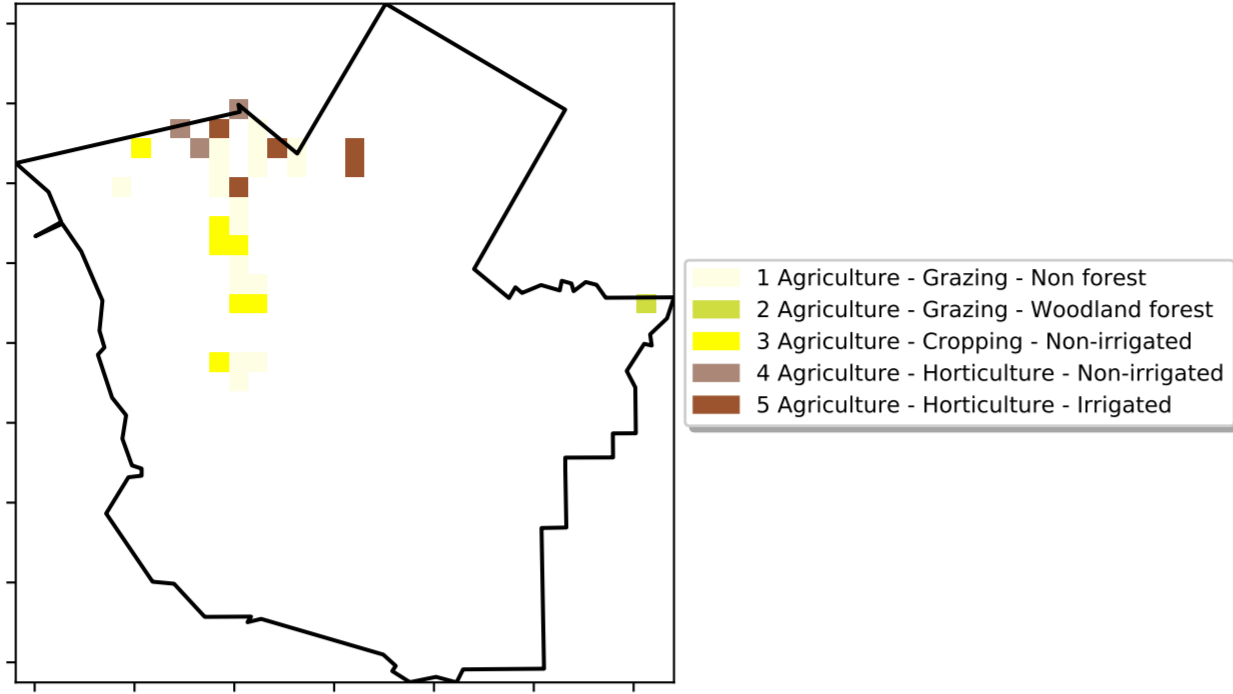 1 Agriculture - Grazing - Non forest
2 Agriculture - Grazing - Woodland forest
3 Agriculture - Cropping - Non-irrigated
4 Agriculture - Horticulture - Non-irrigated
5 Agriculture - Horticulture - Irrigated